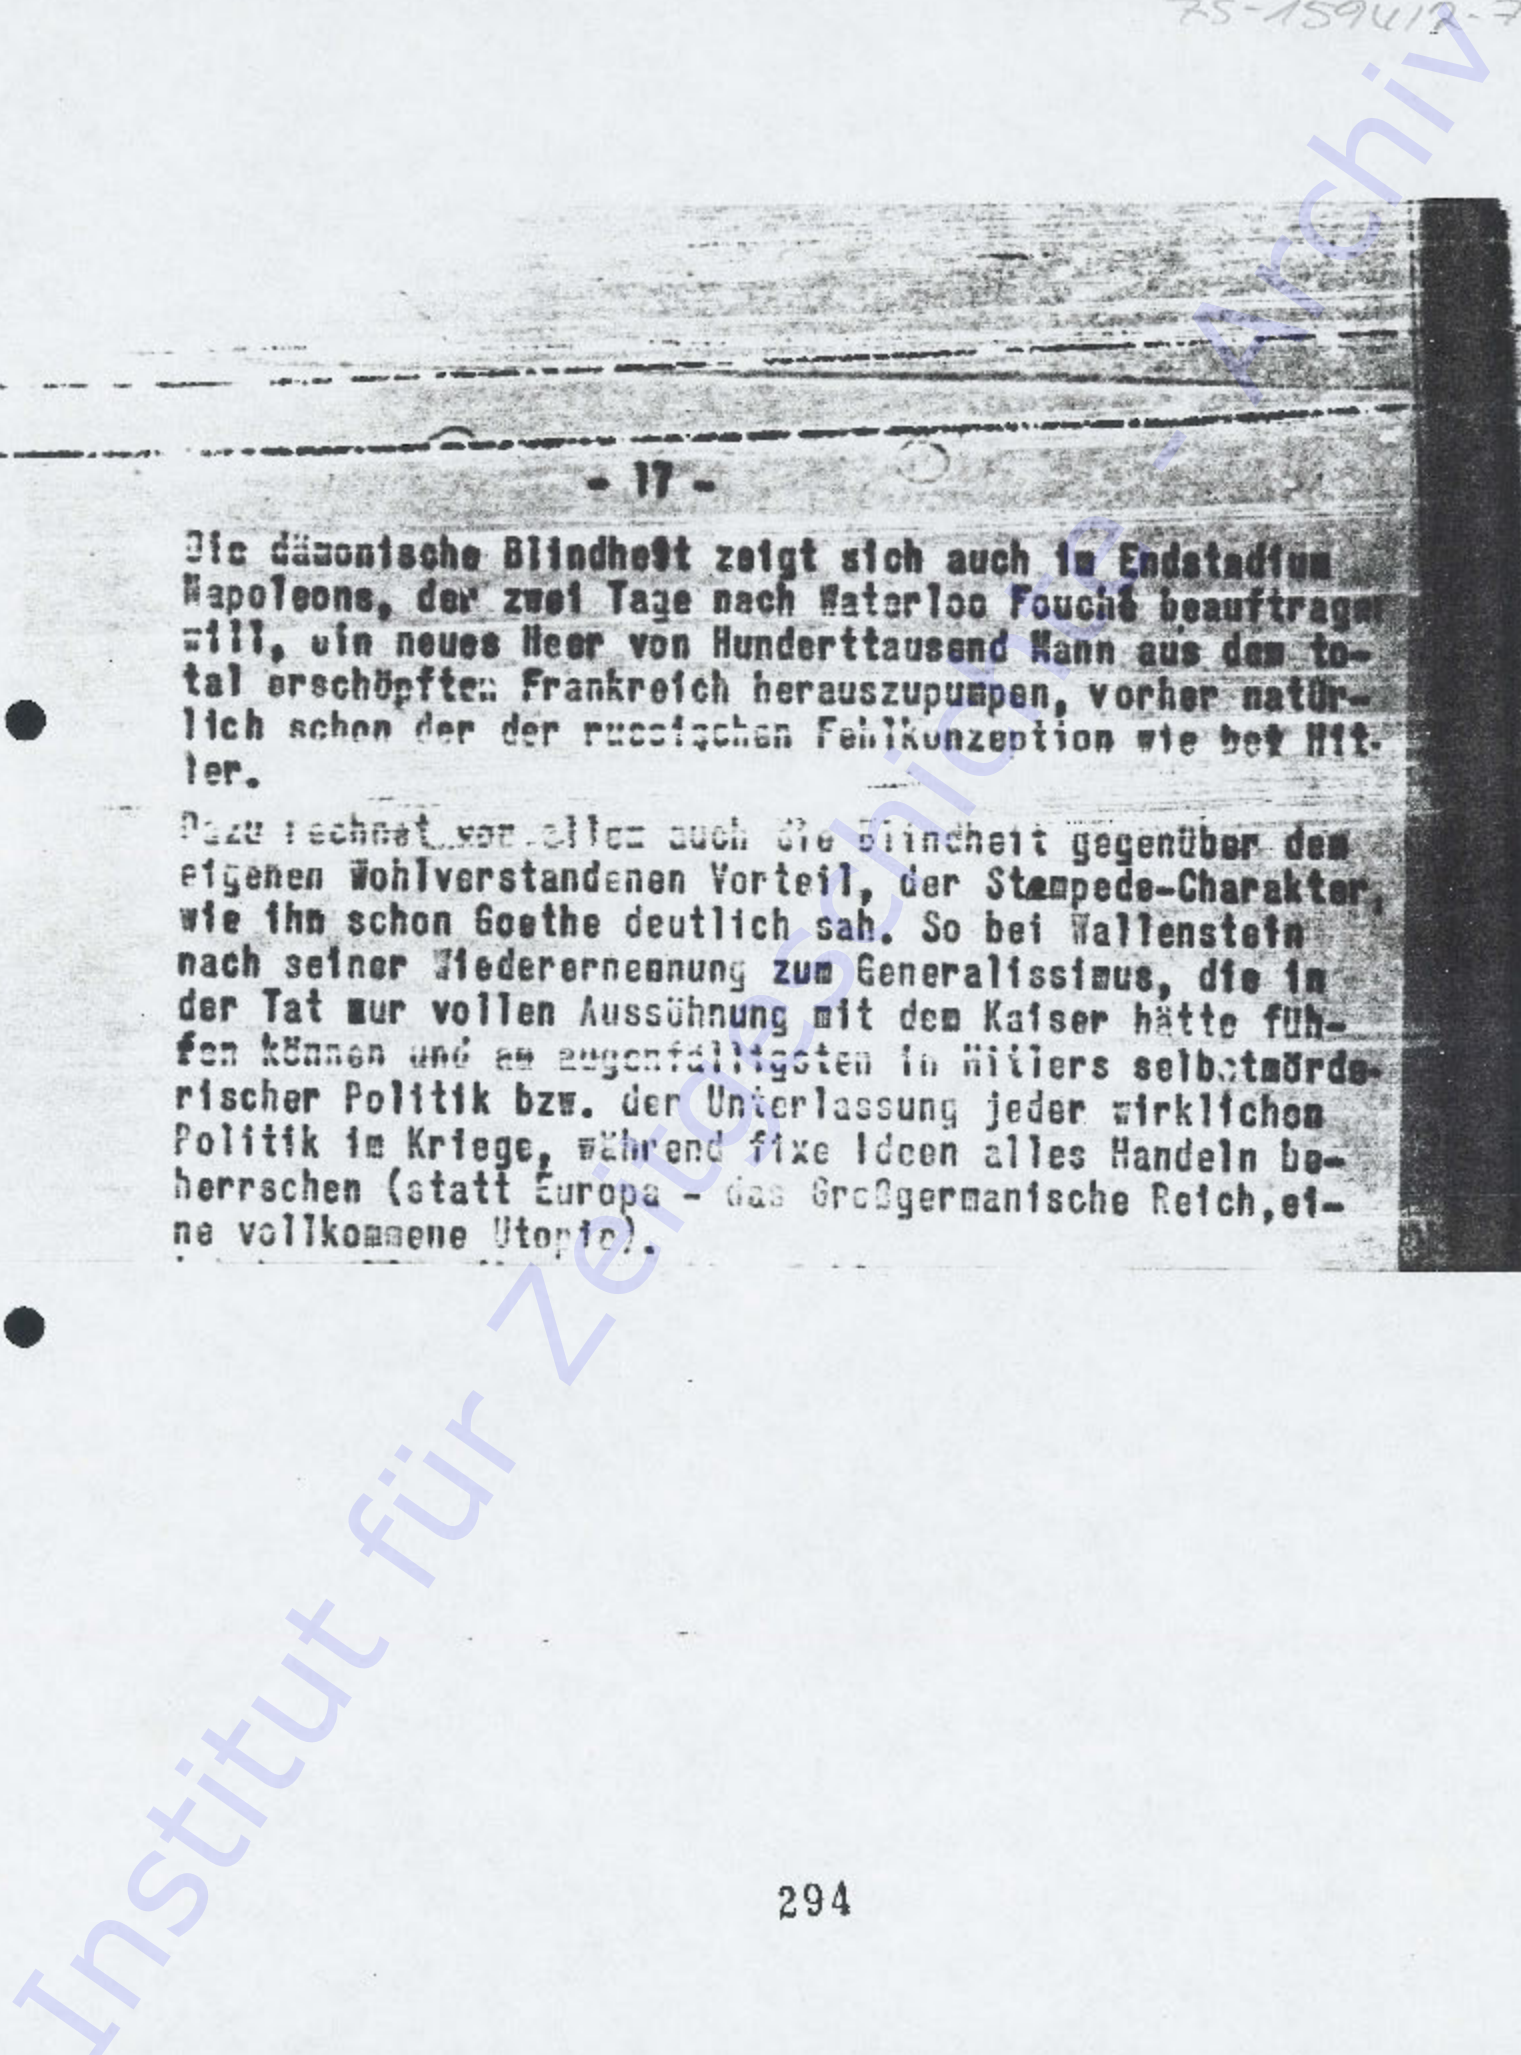 ZS-1594/2-7
- 17 -
Die dämonische Blindheit zeigt sich auch im Endstadium
Napoleons, der zwei Tage nach Waterloo Fouché beauftragen
will, ein neues Heer von Hunderttausend Mann aus dem to-
tal erschöpften Frankreich herauszupumpen, vorher natür-
lich schon der der russischen Fehlkonzeption wie bei Hit-
ler.
Dazu rechnet vor allem auch die Blindheit gegenüber dem
eigenen Wohlverstandenen Vorteil, der Stampede-Charakter,
wie ihn schon Goethe deutlich sah. So bei Wallenstein
nach seiner Wiederernennung zum Generalissimus, die in
der Tat zur vollen Aussöhnung mit dem Kaiser hätte füh-
ren können und am augenfälligsten in Hitlers selbstmörde-
rischer Politik bzw. der Unterlassung jeder wirklichen
Politik im Kriege, während fixe Ideen alles Handeln be-
herrschen (statt Europa - das Großgermanische Reich, ei-
ne vollkommene Utopie).
294
Institut für Zeitgeschichte - Archiv